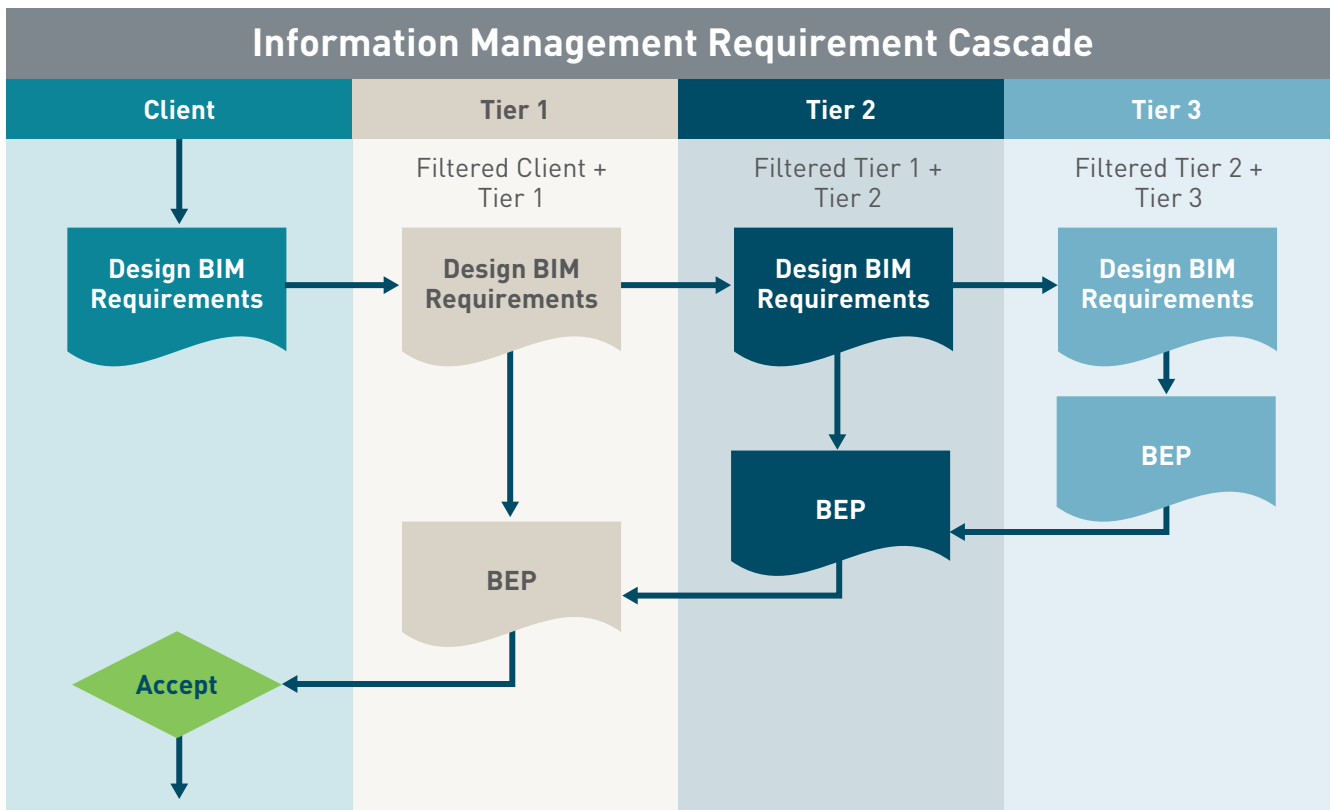 Information Management Requirement Cascade
Client
Tier 1
Tier 2
Tier 3
Filtered Client +
Tier 1
Filtered Tier 1 +
Tier 2
Filtered Tier 2 +
Tier 3
Design BIM
Requirements
Design BIM
Requirements
Design BIM
Requirements
Design BIM
Requirements
BEP
BEP
BEP
Accept